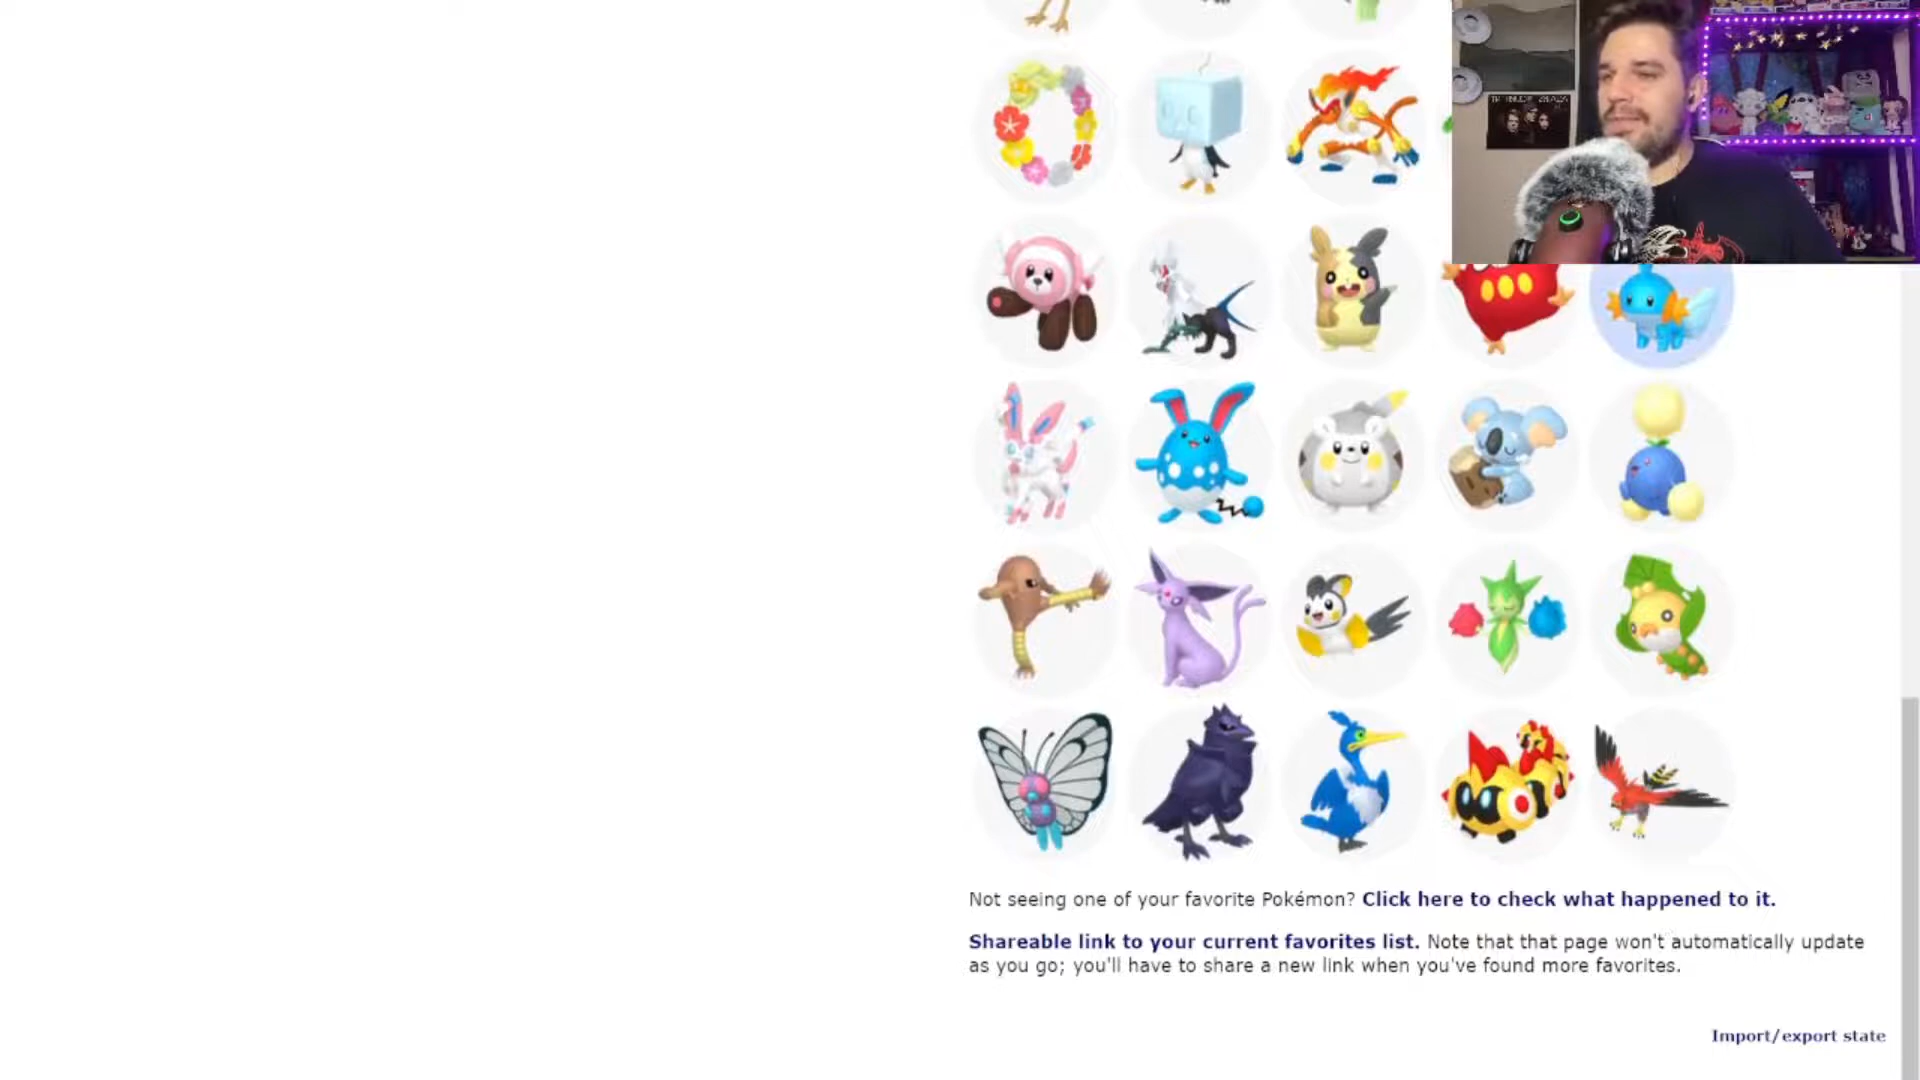 Not seeing one of your favorite Pokémon? Click here to check what happened to it.
Shareable link to your current favorites list. Note that that page won't automatically update
as you go; you'll have to share a new link when you've found more favorites.
Import/export state